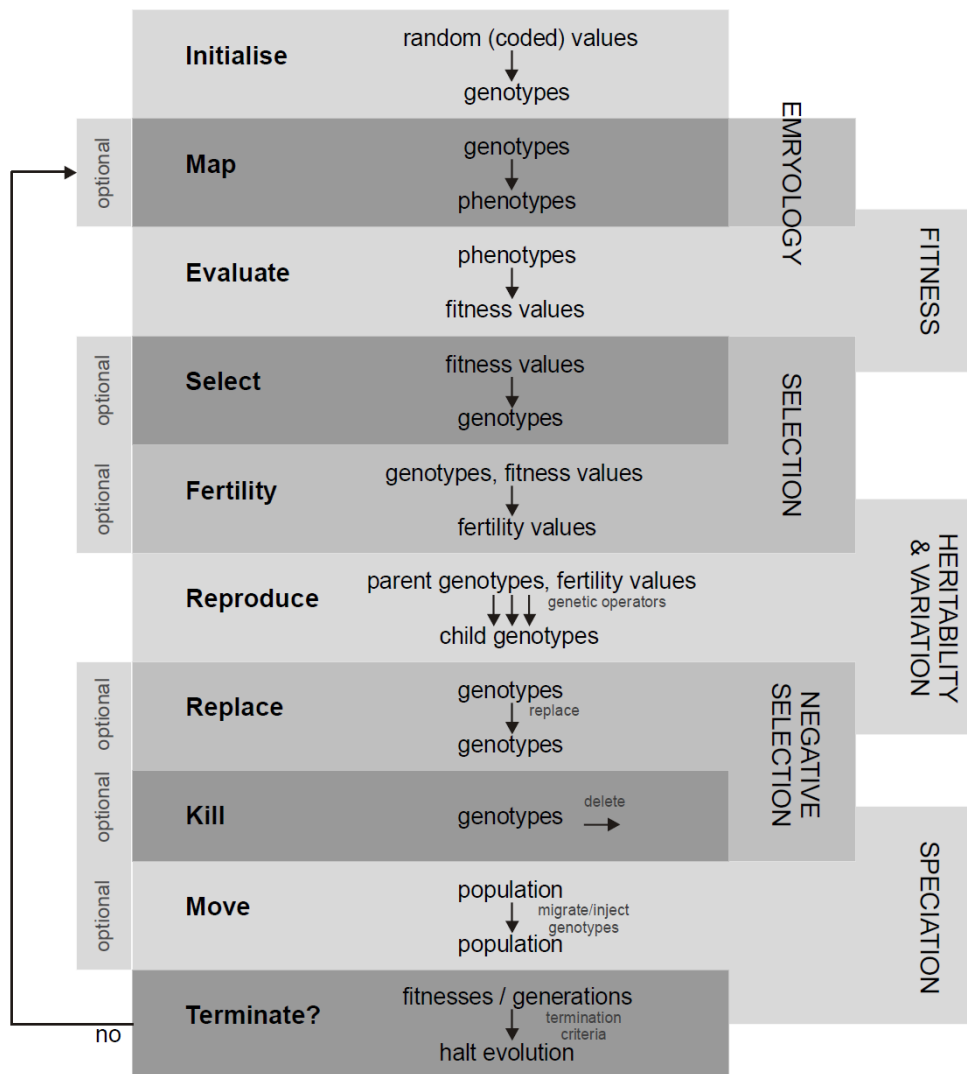 Initialise
random (coded) values
genotypes
optional
Map
genotypes
phenotypes
EMRYOLOGY
Evaluate
phenotypes
fitness values
FITNESS
optional
Select
fitness values
genotypes
SELECTION
optional
Fertility
genotypes, fitness values
fertility values
Reproduce
parent genotypes, fertility values
genetic operators
child genotypes
HERITABILITY
& VARIATION
optional
Replace
genotypes
replace
genotypes
NEGATIVE
SELECTION
optional
Kill
genotypes
delete
optional
Move
population
migrate/inject
genotypes
population
SPECIATION
Terminate?
fitnesses / generations
termination
criteria
halt evolution
no